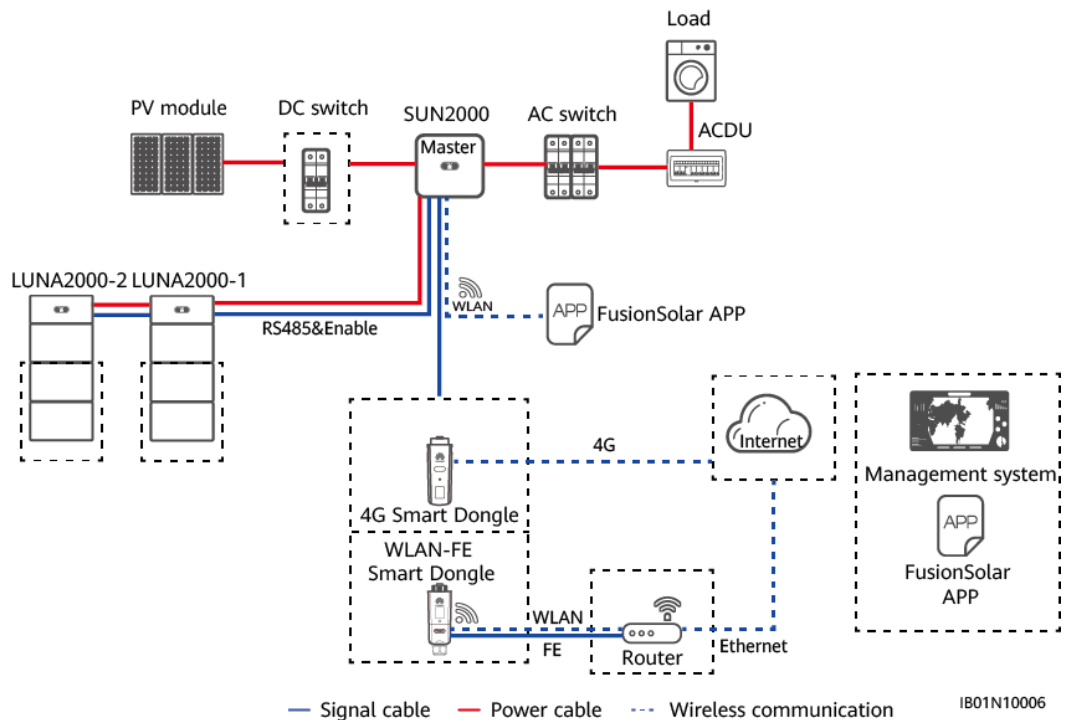 Load
PV module
DC switch
SUN2000
AC switch
Master
ACDU
LUNA2000-2
LUNA2000-1
RS485&Enable
WLAN
APP
FusionSolar APP
Internet
4G
Management system
4G Smart Dongle
APP
WLAN-FE
Smart Dongle
FusionSolar
APP
WLAN
FE
Router
Ethernet
Signal cable
Power cable
Wireless communication
IB01N10006